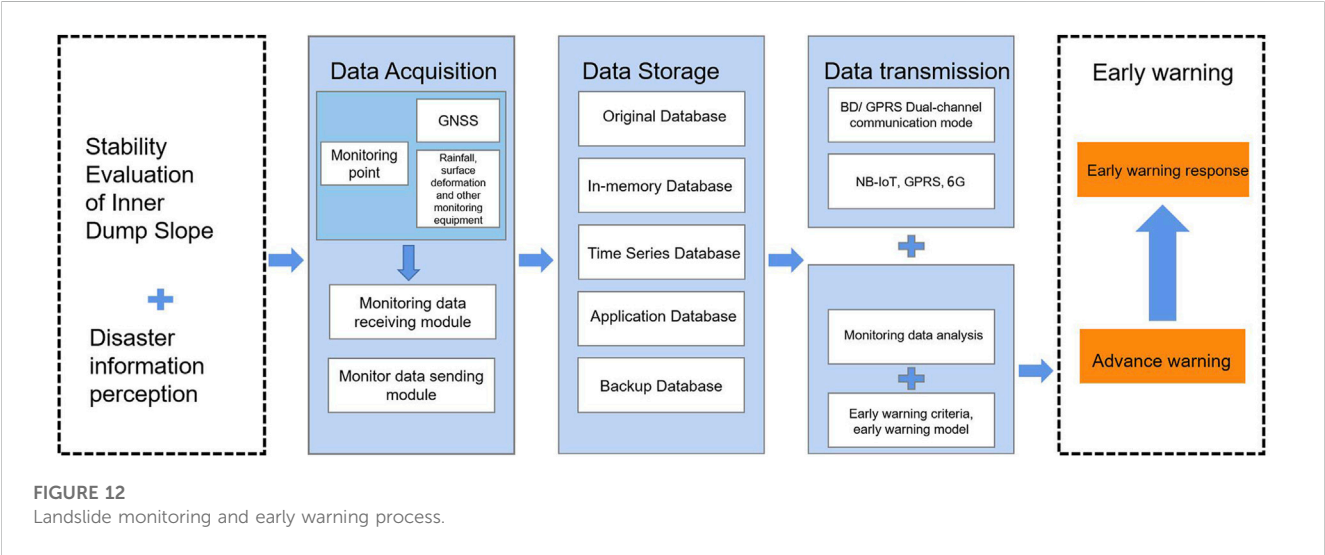 Stability
Evaluation
of Inner
Dump Slope
Disaster
information
perception
Data Acquisition
Monitoring
point
GNSS
Rainfall,
surface
deformation
and other
monitoring
equipment
Monitoring data
receiving module
Monitor data sending
module
Data Storage
Original Database
In-memory Database
Time Series Database
Application Database
Backup Database
Data transmission
BD/ GPRS Dual-channel
communication mode
NB-IoT, GPRS, 6G
Monitoring data analysis
Early warning criteria,
early warning model
Early warning
Early warning response
Advance warning
FIGURE 12
Landslide monitoring and early warning process.